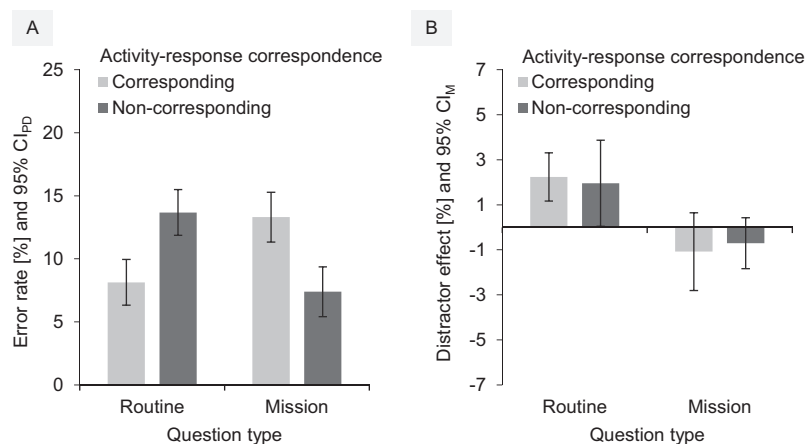 A
Activity-response correspondence
Corresponding
Non-corresponding
Error rate [%] and 95% CI_PD
25
20
15
10
5
0
Routine
Mission
Question type
B
Activity-response correspondence
Corresponding
Non-corresponding
Distractor effect [%] and 95% CI_M
7
5
3
1
-1
-3
-5
-7
Routine
Mission
Question type